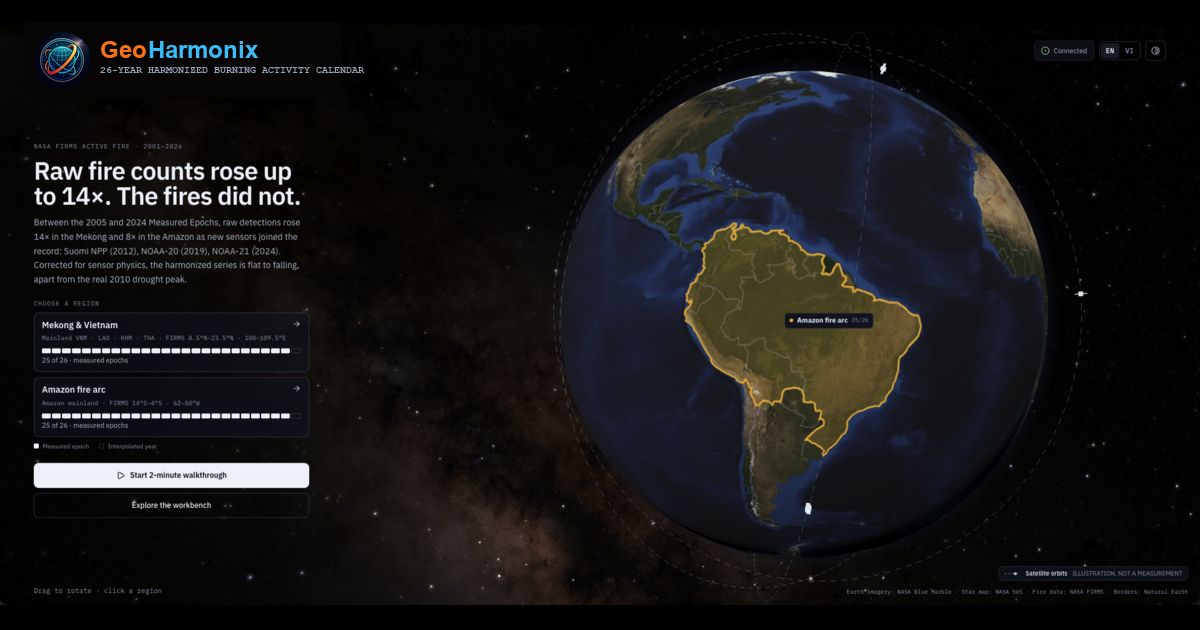 GeoHarmonix
26-YEAR HARMONIZED BURNING ACTIVITY CALENDAR
Connected
EN VI
NASA FIRMS ACTIVE FIRE · 2001–2026
Raw fire counts rose up
to 14×. The fires did not.
Between the 2005 and 2024 Measured Epochs, raw detections rose
14× in the Mekong and 8× in the Amazon as new sensors joined the
record: Suomi NPP (2012), NOAA-20 (2019), NOAA-21 (2024).
Corrected for sensor physics, the harmonized series is flat to falling,
apart from the real 2010 drought peak.
CHOOSE A REGION
Mekong & Vietnam →
Mainland VNM · LAO · KHM · THA · FIRMS 8.5°N–23.5°N · 100–109.5°E
25 of 26 · measured epochs
Amazon fire arc →
Amazon mainland · FIRMS 14°S–4°S · 62–50°W
25 of 26 · measured epochs
Measured epoch Interpolated year
Start 2-minute walkthrough
Explore the workbench
Amazon fire arc 25/26
Drag to rotate · click a region
Satellite orbits ILLUSTRATION, NOT A MEASUREMENT
Earth imagery: NASA Blue Marble · Star map: NASA SVS · Fire data: NASA FIRMS · Borders: Natural Earth